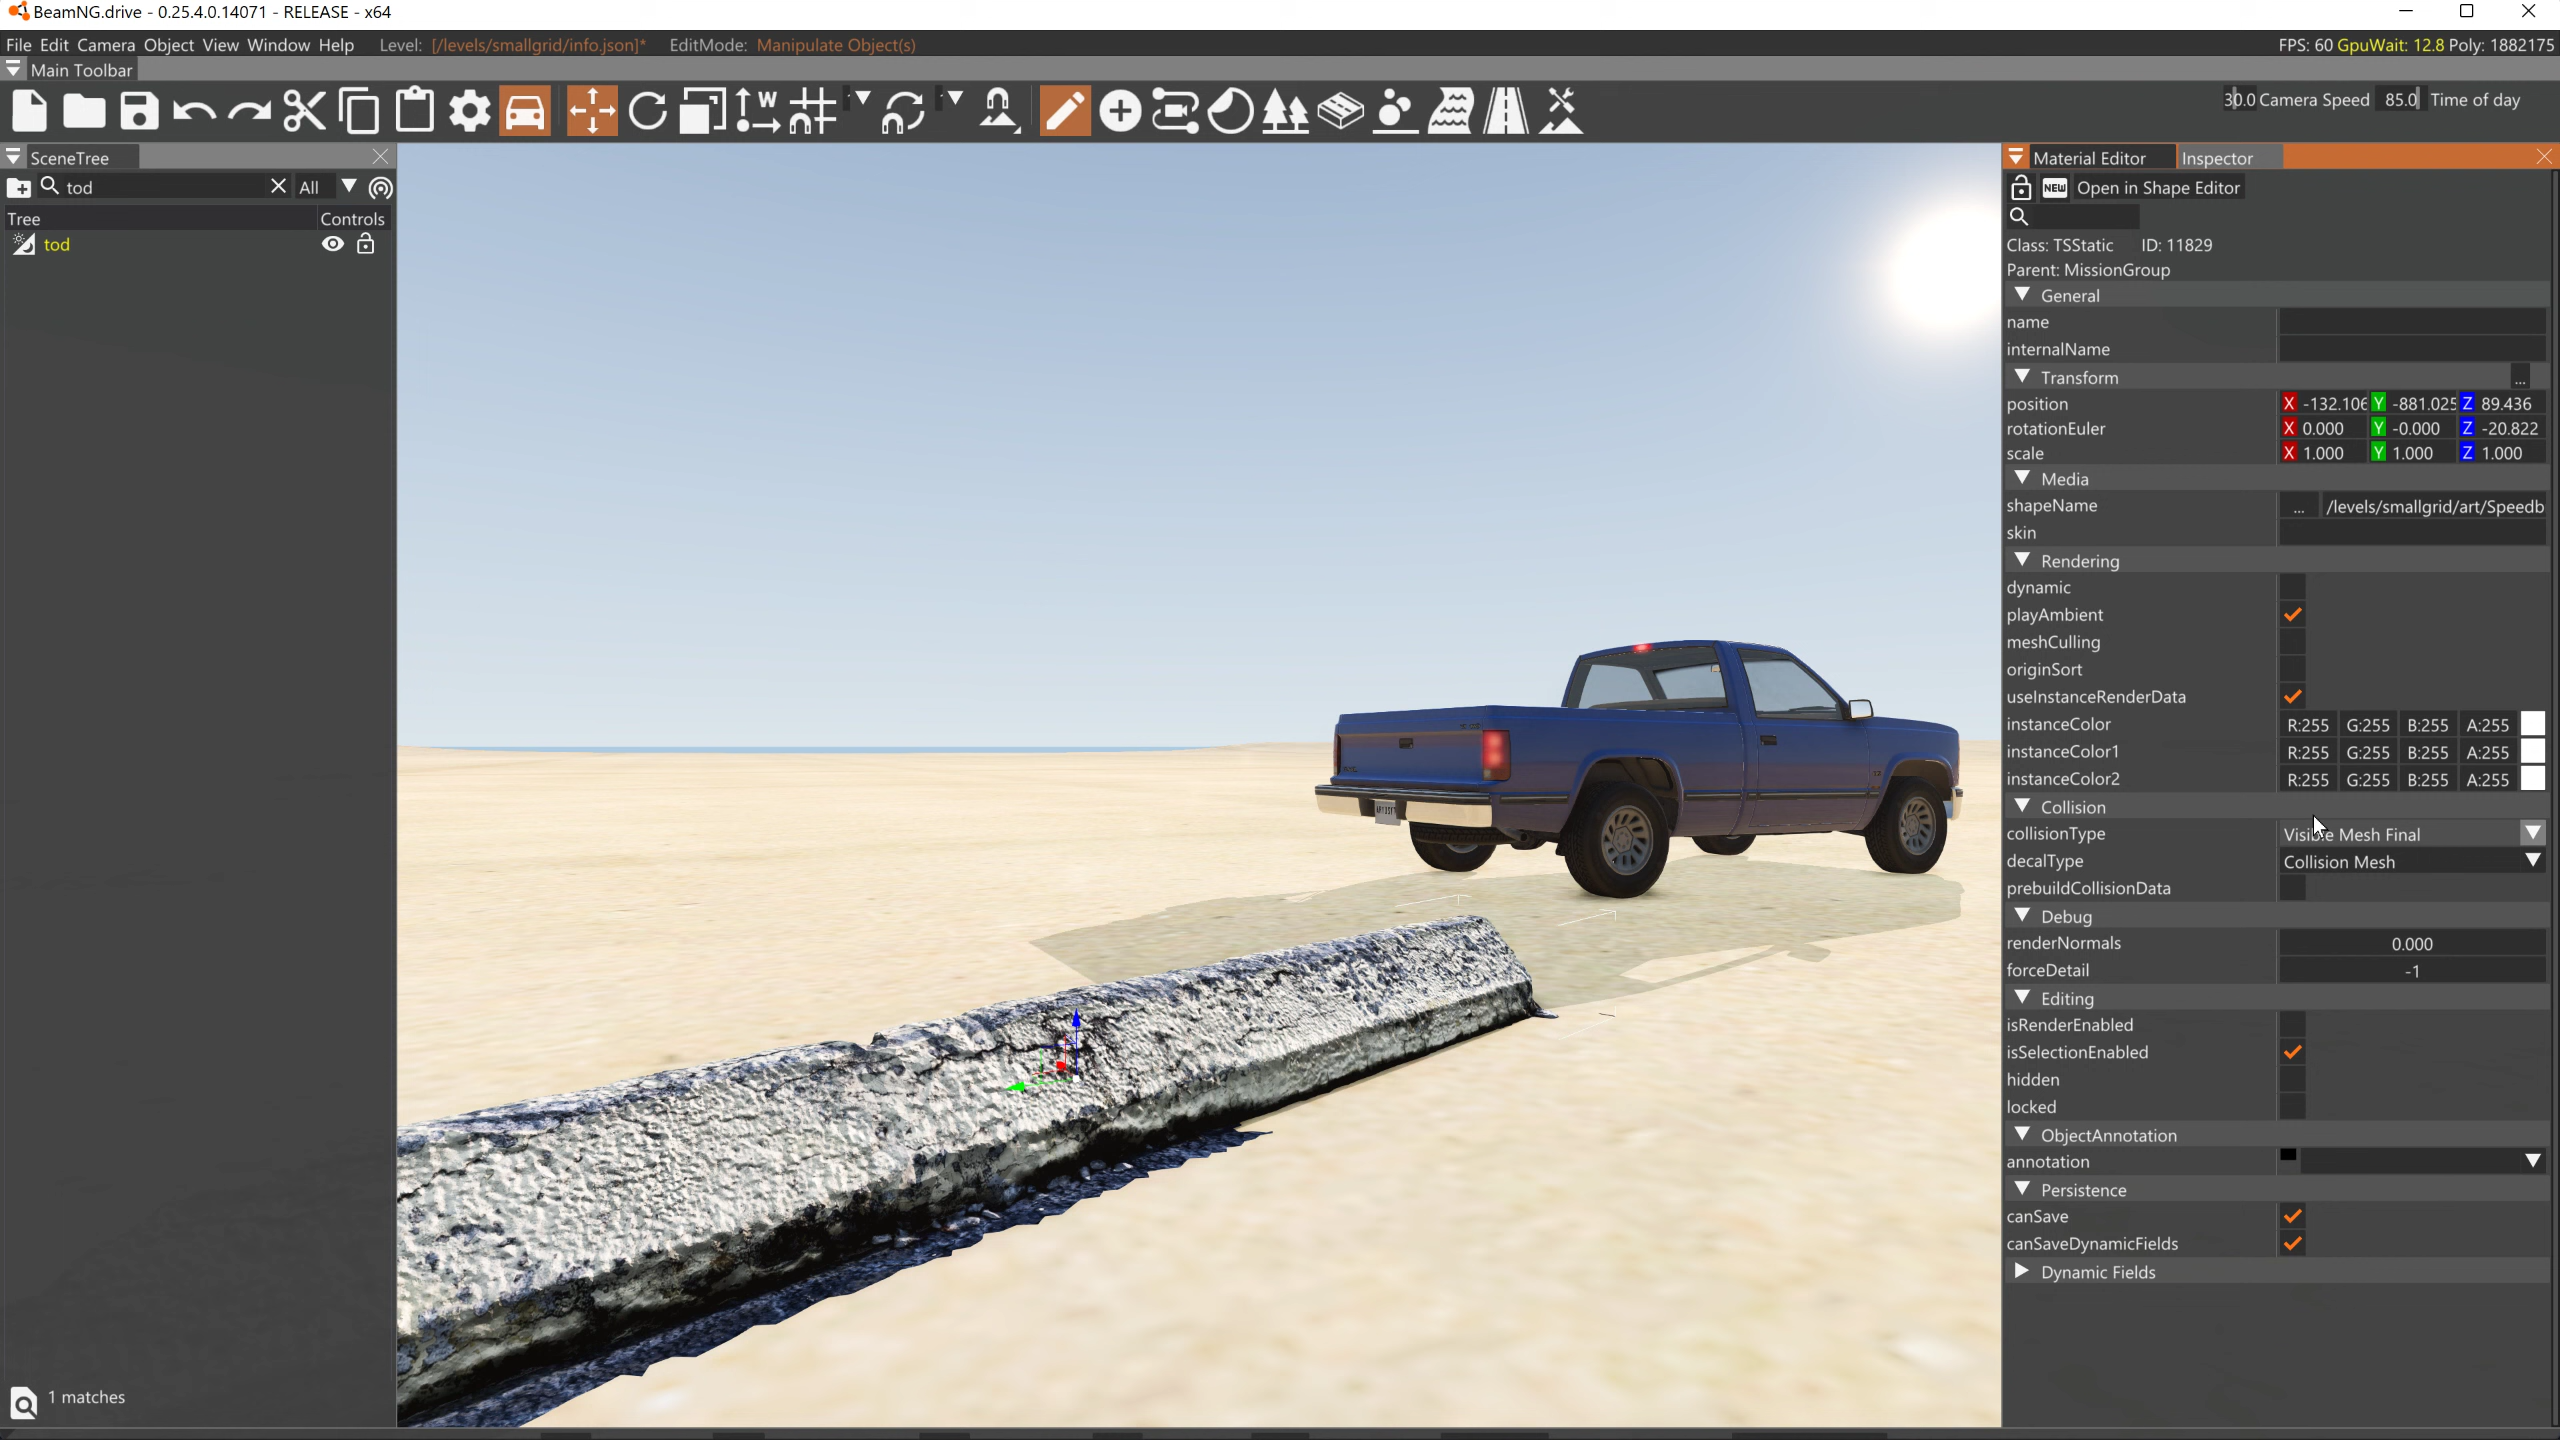 BeamNG.drive - 0.25.4.0.14071 - RELEASE - x64
File Edit Camera Object View Window Help Level: [/levels/smallgrid/info.json]* EditMode: Manipulate Object(s) FPS: 60 GpuWait: 12.8 Poly: 1882175
Main Toolbar
W
30.0 Camera Speed 85.0 Time of day
SceneTree
tod All
Tree Controls
tod
1 matches
Material Editor Inspector
NEW Open in Shape Editor
Class: TSStatic ID: 11829
Parent: MissionGroup
General
name
internalName
Transform ...
position X -132.106 Y -881.025 Z 89.436
rotationEuler X 0.000 Y -0.000 Z -20.822
scale X 1.000 Y 1.000 Z 1.000
Media
shapeName ... /levels/smallgrid/art/Speedb
skin
Rendering
dynamic
playAmbient
meshCulling
originSort
useInstanceRenderData
instanceColor R:255 G:255 B:255 A:255
instanceColor1 R:255 G:255 B:255 A:255
instanceColor2 R:255 G:255 B:255 A:255
Collision
collisionType Visible Mesh Final
decalType Collision Mesh
prebuildCollisionData
Debug
renderNormals 0.000
forceDetail -1
Editing
isRenderEnabled
isSelectionEnabled
hidden
locked
ObjectAnnotation
annotation
Persistence
canSave
canSaveDynamicFields
Dynamic Fields